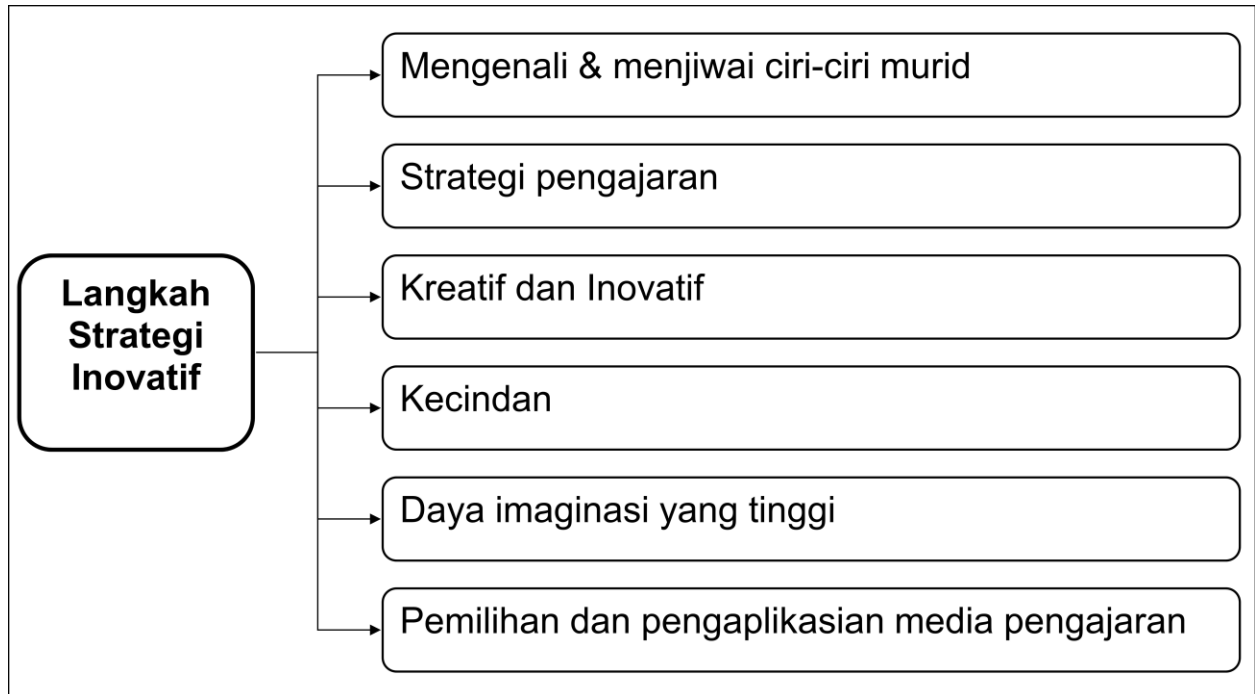 Mengenali & menjiwai ciri-ciri murid
Strategi pengajaran
Langkah
Strategi
Inovatif
Kreatif dan Inovatif
Kecindan
Daya imaginasi yang tinggi
Pemilihan dan pengaplikasian media pengajaran